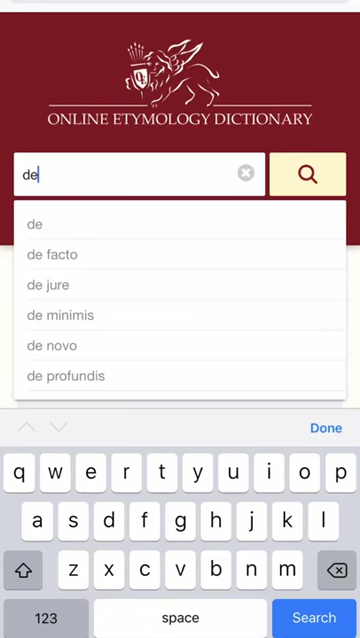 ONLINE ETYMOLOGY DICTIONARY
de
de
de facto
de jure
de minimis
de novo
de profundis
Done
q w e r t y u i o p
a s d f g h j k l
z x c v b n m
123 space Search